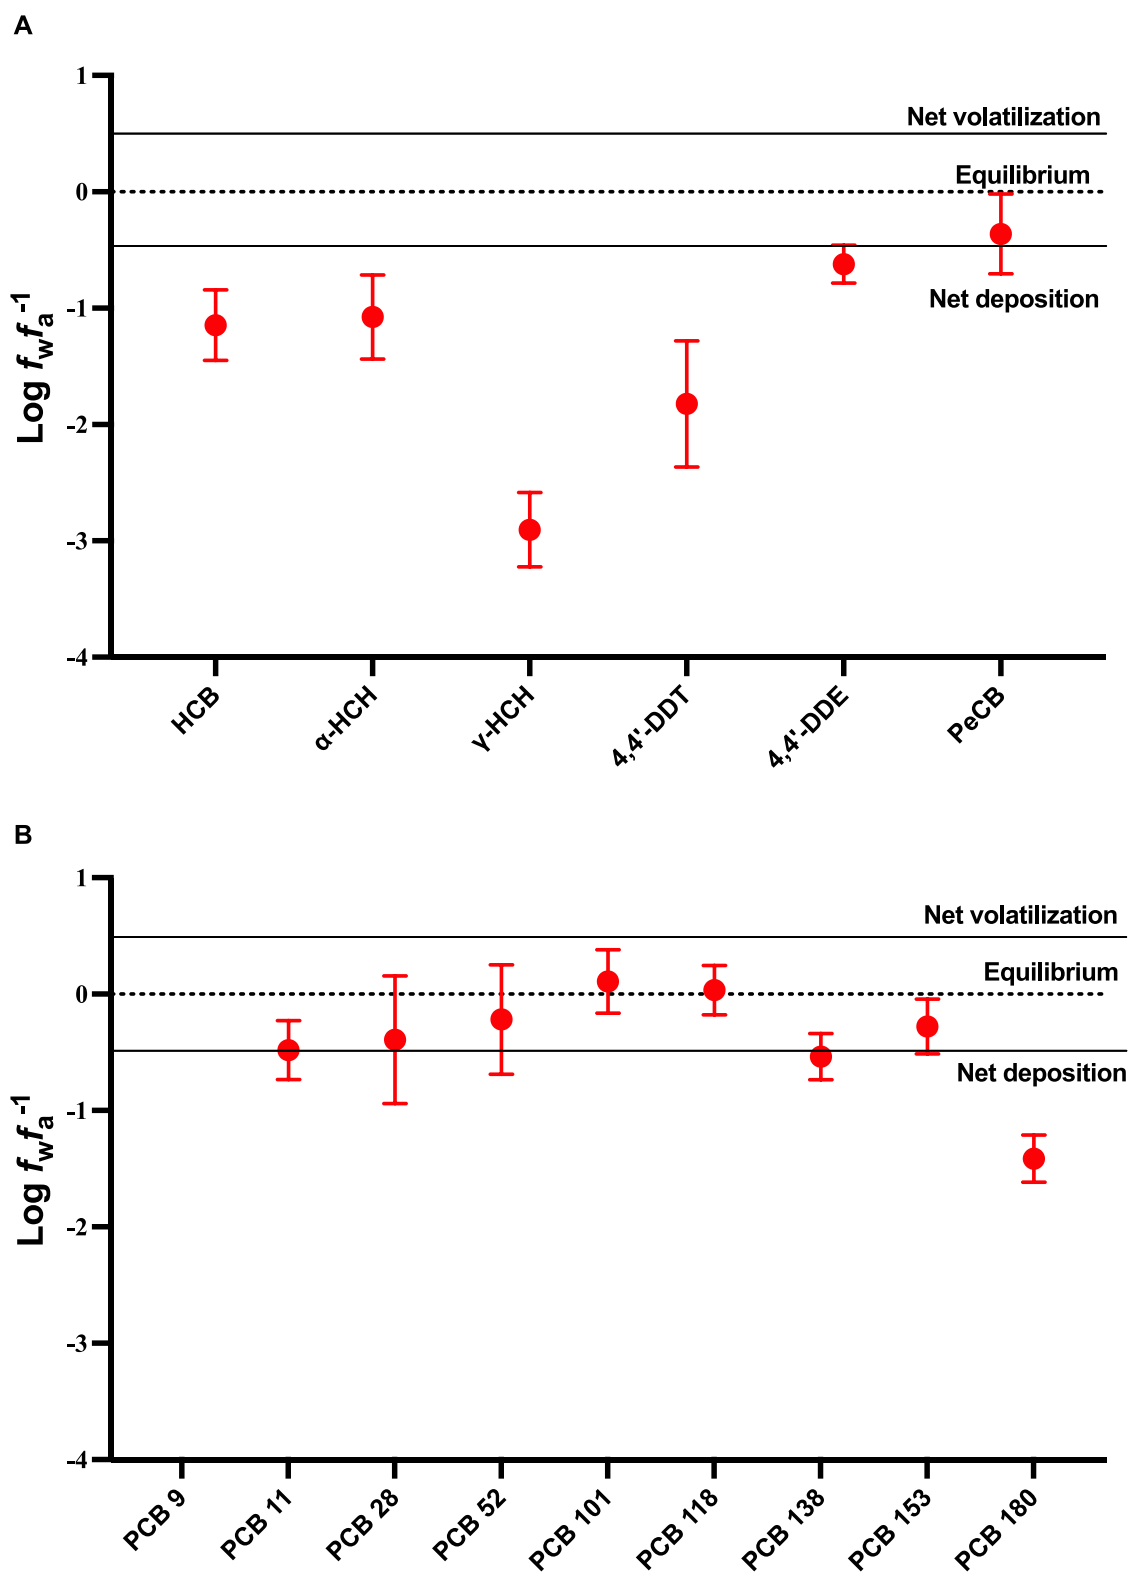 A
1
Net volatilization
Equilibrium
0
-1
Net deposition
-2
-3
-4
Log fwfa-1
HCB
α-HCH
γ-HCH
4,4'-DDT
4,4'-DDE
PeCB
B
1
Net volatilization
Equilibrium
0
Net deposition
-1
-2
-3
-4
Log fwfa-1
PCB 9
PCB 11
PCB 28
PCB 52
PCB 101
PCB 118
PCB 138
PCB 153
PCB 180